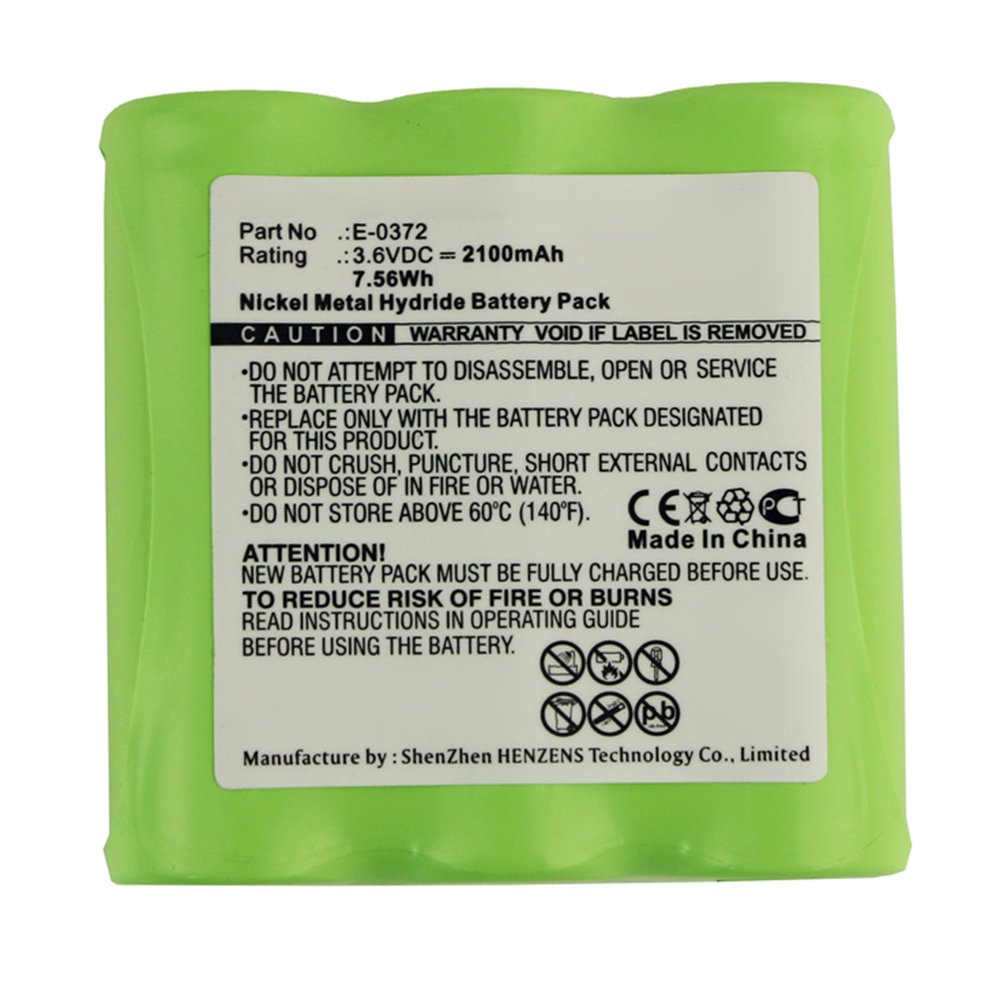 Part No .:E-0372
Rating .:3.6VDC ⎓ 2100mAh
7.56Wh
Nickel Metal Hydride Battery Pack
CAUTION WARRANTY VOID IF LABEL IS REMOVED
•DO NOT ATTEMPT TO DISASSEMBLE, OPEN OR SERVICE
THE BATTERY PACK.
•REPLACE ONLY WITH THE BATTERY PACK DESIGNATED
FOR THIS PRODUCT.
•DO NOT CRUSH, PUNCTURE, SHORT EXTERNAL CONTACTS
OR DISPOSE OF IN FIRE OR WATER.
•DO NOT STORE ABOVE 60°C (140°F).
CE PCT
Made In China
ATTENTION!
NEW BATTERY PACK MUST BE FULLY CHARGED BEFORE USE.
TO REDUCE RISK OF FIRE OR BURNS
READ INSTRUCTIONS IN OPERATING GUIDE
BEFORE USING THE BATTERY.
pb
Manufacture by : ShenZhen HENZENS Technology Co., Limited